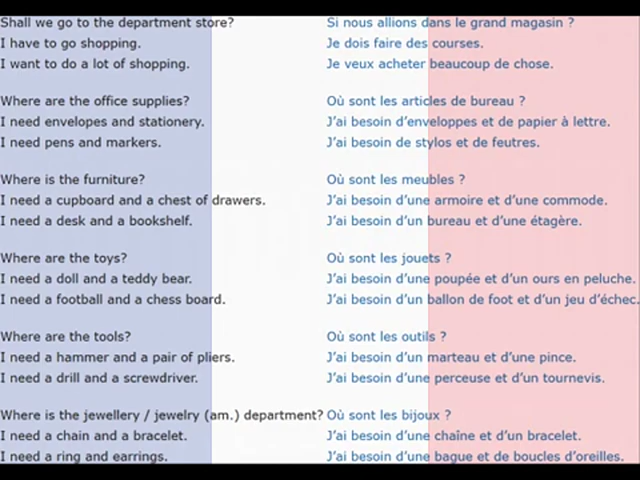 Shall we go to the department store? Si nous allions dans le grand magasin ?
I have to go shopping. Je dois faire des courses.
I want to do a lot of shopping. Je veux acheter beaucoup de chose.
Where are the office supplies? Où sont les articles de bureau ?
I need envelopes and stationery. J'ai besoin d'enveloppes et de papier à lettre.
I need pens and markers. J'ai besoin de stylos et de feutres.
Where is the furniture? Où sont les meubles ?
I need a cupboard and a chest of drawers. J'ai besoin d'une armoire et d'une commode.
I need a desk and a bookshelf. J'ai besoin d'un bureau et d'une étagère.
Where are the toys? Où sont les jouets ?
I need a doll and a teddy bear. J'ai besoin d'une poupée et d'un ours en peluche.
I need a football and a chess board. J'ai besoin d'un ballon de foot et d'un jeu d'échec.
Where are the tools? Où sont les outils ?
I need a hammer and a pair of pliers. J'ai besoin d'un marteau et d'une pince.
I need a drill and a screwdriver. J'ai besoin d'une perceuse et d'un tournevis.
Where is the jewellery / jewelry (am.) department? Où sont les bijoux ?
I need a chain and a bracelet. J'ai besoin d'une chaîne et d'un bracelet.
I need a ring and earrings. J'ai besoin d'une bague et de boucles d'oreilles.